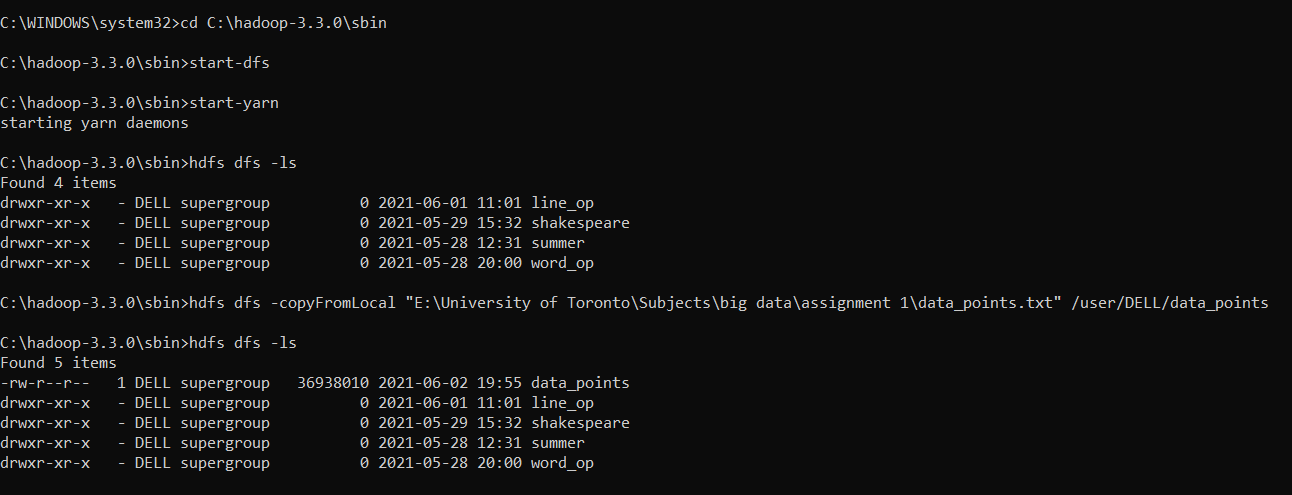 C:\WINDOWS\system32>cd C:\hadoop-3.3.0\sbin
C:\hadoop-3.3.0\sbin>start-dfs
C:\hadoop-3.3.0\sbin>start-yarn
starting yarn daemons
C:\hadoop-3.3.0\sbin>hdfs dfs -ls
Found 4 items
drwxr-xr-x   - DELL supergroup          0 2021-06-01 11:01 line_op
drwxr-xr-x   - DELL supergroup          0 2021-05-29 15:32 shakespeare
drwxr-xr-x   - DELL supergroup          0 2021-05-28 12:31 summer
drwxr-xr-x   - DELL supergroup          0 2021-05-28 20:00 word_op
C:\hadoop-3.3.0\sbin>hdfs dfs -copyFromLocal "E:\University of Toronto\Subjects\big data\assignment 1\data_points.txt" /user/DELL/data_points
C:\hadoop-3.3.0\sbin>hdfs dfs -ls
Found 5 items
-rw-r--r--   1 DELL supergroup   36938010 2021-06-02 19:55 data_points
drwxr-xr-x   - DELL supergroup          0 2021-06-01 11:01 line_op
drwxr-xr-x   - DELL supergroup          0 2021-05-29 15:32 shakespeare
drwxr-xr-x   - DELL supergroup          0 2021-05-28 12:31 summer
drwxr-xr-x   - DELL supergroup          0 2021-05-28 20:00 word_op